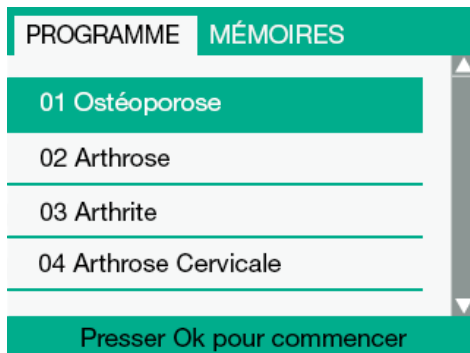 PROGRAMME MÉMOIRES
01 Ostéoporose
02 Arthrose
03 Arthrite
04 Arthrose Cervicale
Presser Ok pour commencer